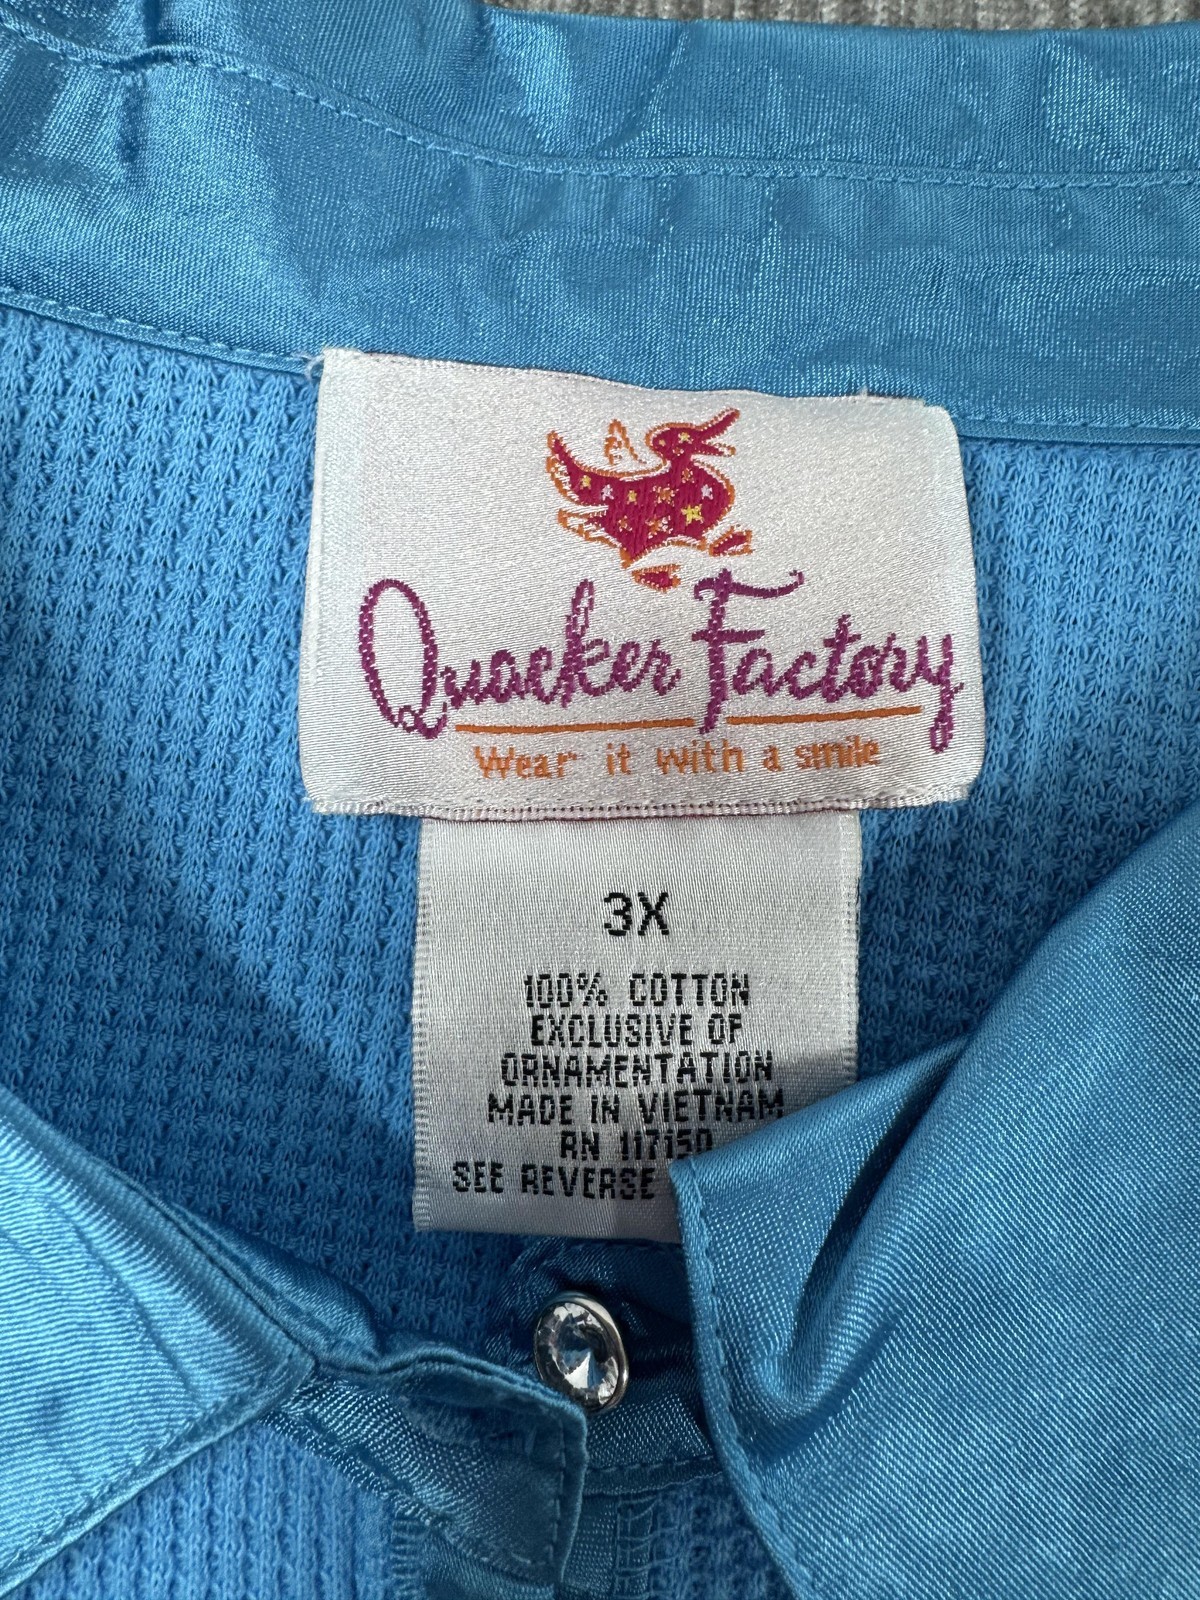 Quacker Factory
Wear it with a smile
3X
100% COTTON
EXCLUSIVE OF
ORNAMENTATION
MADE IN VIETNAM
RN 117150
SEE REVERSE